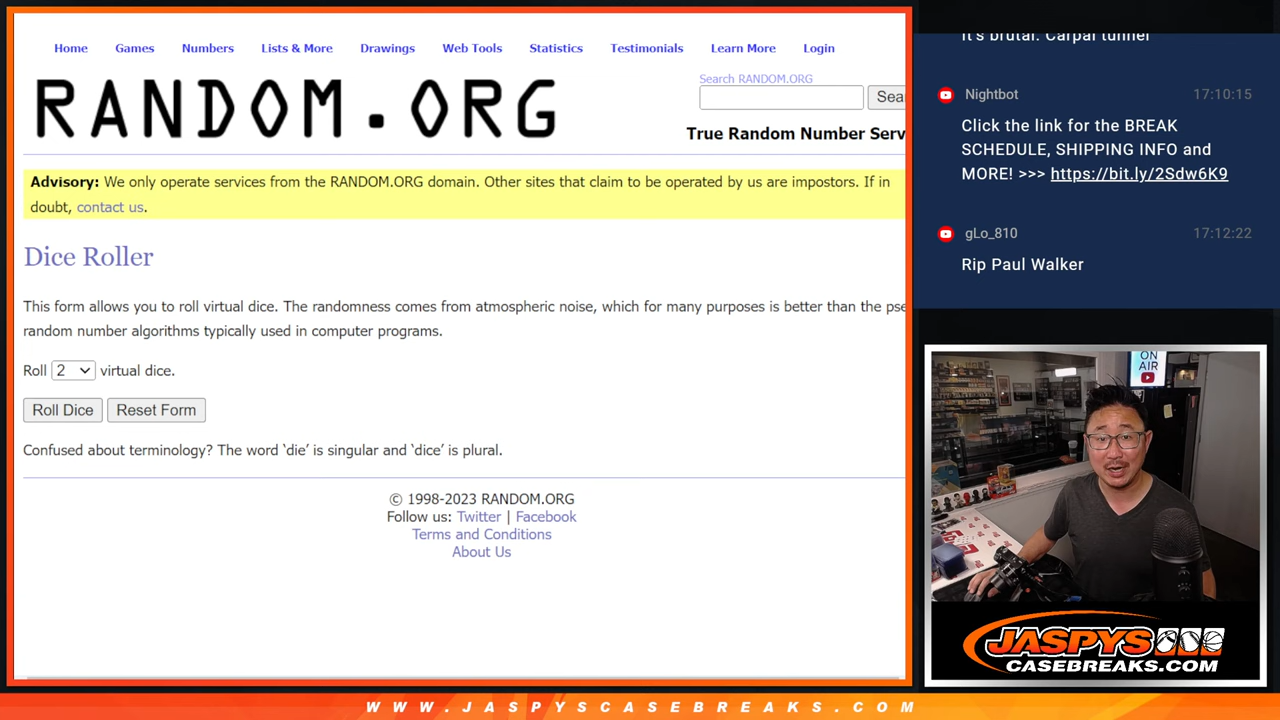 Home Games Numbers Lists & More Drawings Web Tools Statistics Testimonials Learn More Login
RANDOM.ORG
Search RANDOM.ORG
True Random Number Serv
Advisory: We only operate services from the RANDOM.ORG domain. Other sites that claim to be operated by us are impostors. If in
doubt, contact us.
Dice Roller
This form allows you to roll virtual dice. The randomness comes from atmospheric noise, which for many purposes is better than the pse
random number algorithms typically used in computer programs.
Roll 2 virtual dice.
Roll Dice Reset Form
Confused about terminology? The word ‘die’ is singular and ‘dice’ is plural.
© 1998-2023 RANDOM.ORG
Follow us: Twitter | Facebook
Terms and Conditions
About Us
It's brutal. Carpal tunnel
Nightbot 17:10:15
Click the link for the BREAK
SCHEDULE, SHIPPING INFO and
MORE! >>> https://bit.ly/2Sdw6K9
gLo_810 17:12:22
Rip Paul Walker
ON
AIR
JASPYS
CASEBREAKS.COM
WWW.JASPYSCASEBREAKS.COM